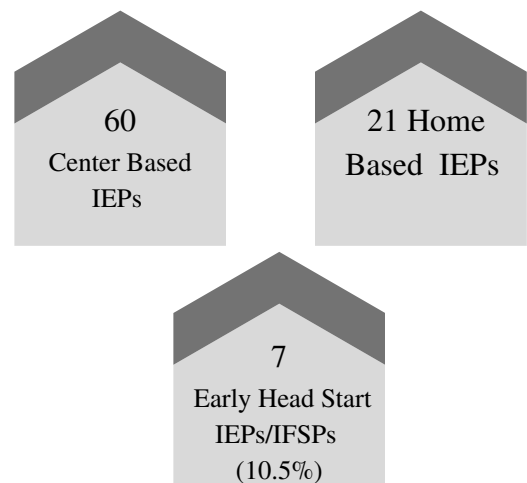 60
Center Based
IEPs
21 Home
Based IEPs
7
Early Head Start
IEPs/IFSPs
(10.5%)